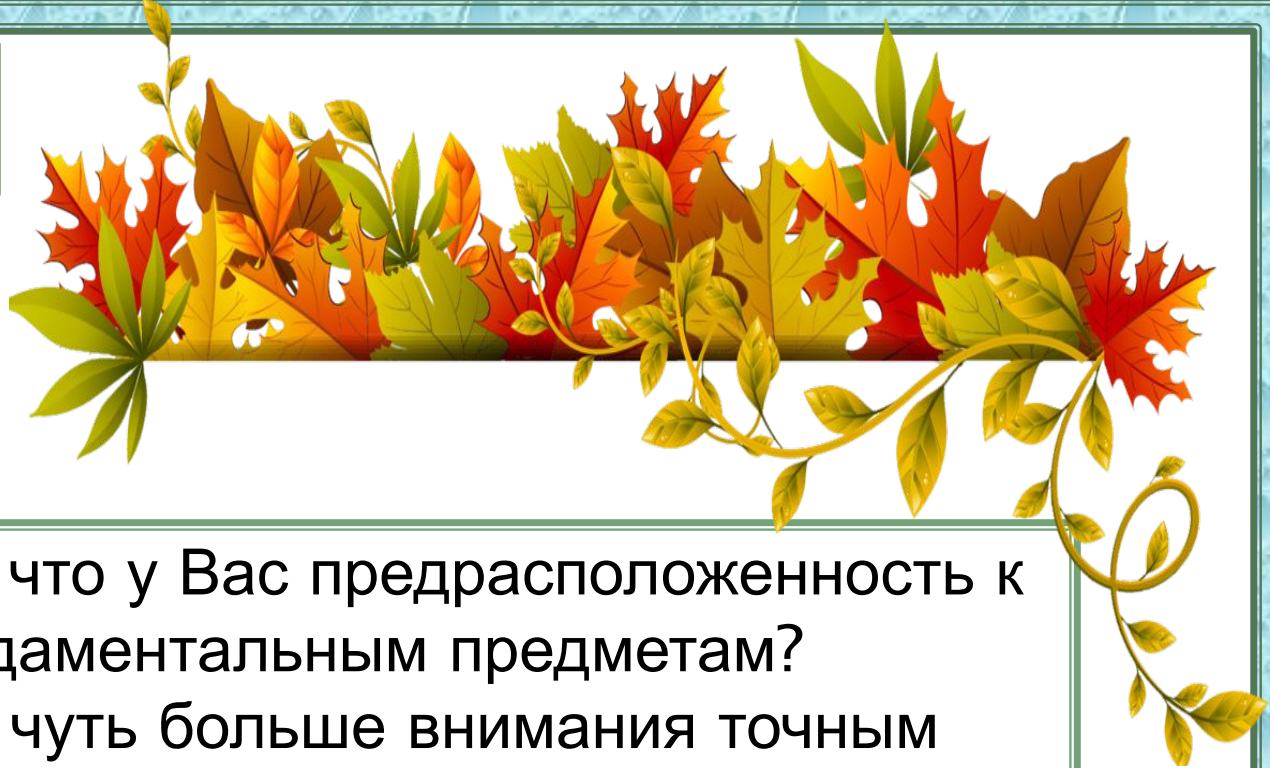 что у Вас предрасположенность к
даментальным предметам?
чуть больше внимания точным